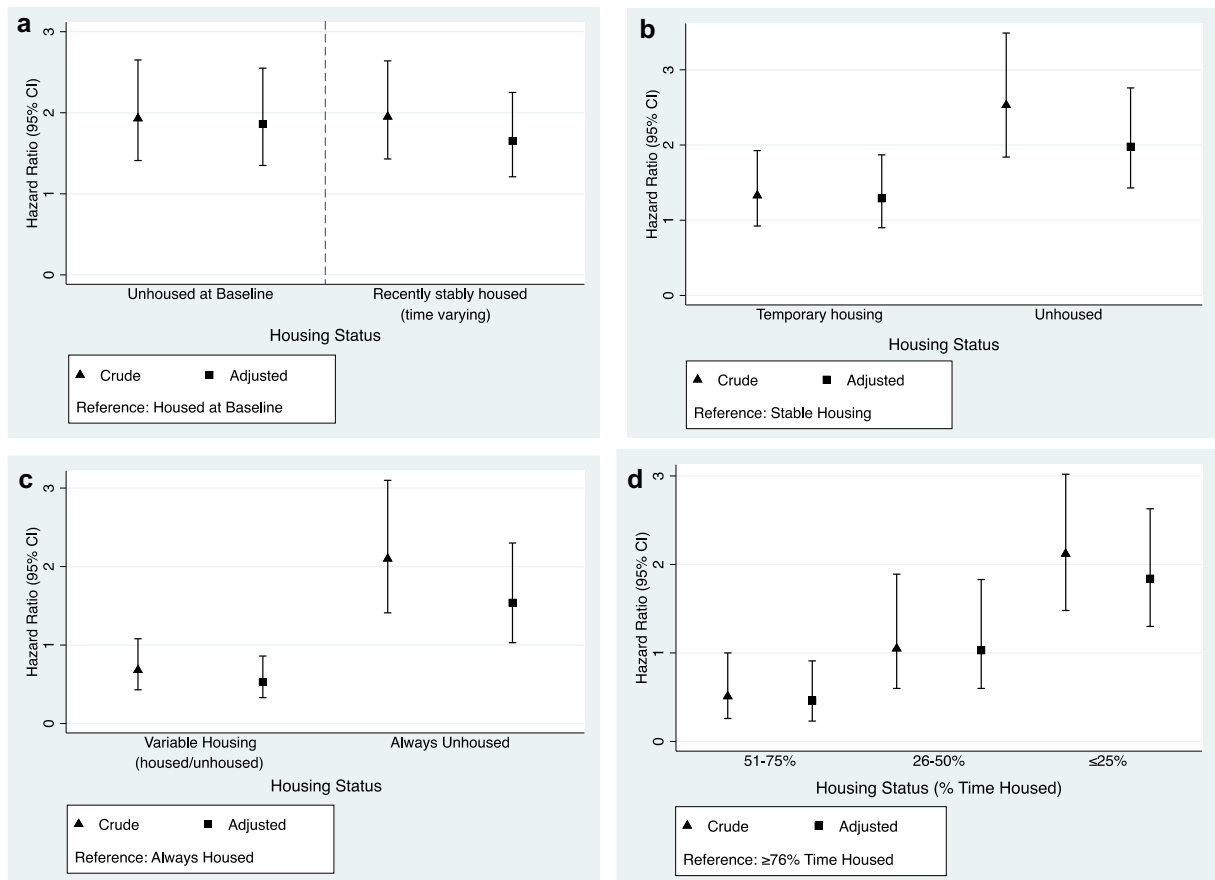 a
Hazard Ratio (95% CI)
3
2
1
0
Unhoused at Baseline
Recently stably housed
(time varying)
Housing Status
Crude
Adjusted
Reference: Housed at Baseline
b
Hazard Ratio (95% CI)
3
2
1
0
Temporary housing
Unhoused
Housing Status
Crude
Adjusted
Reference: Stable Housing
c
Hazard Ratio (95% CI)
3
2
1
0
Variable Housing
(housed/unhoused)
Always Unhoused
Housing Status
Crude
Adjusted
Reference: Always Housed
d
Hazard Ratio (95% CI)
3
2
1
0
51-75%
26-50%
≤25%
Housing Status (% Time Housed)
Crude
Adjusted
Reference: ≥76% Time Housed